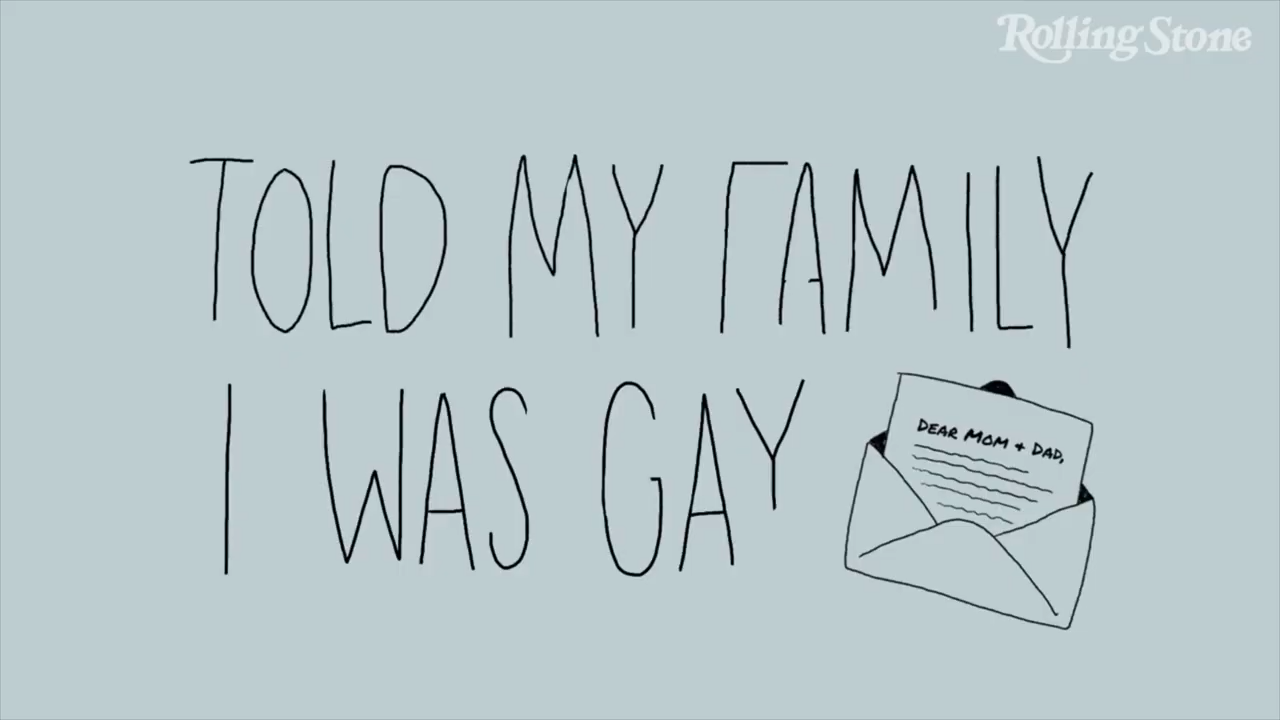 Rolling Stone
TOLD MY FAMILY
I WAS GAY
DEAR MOM + DAD,